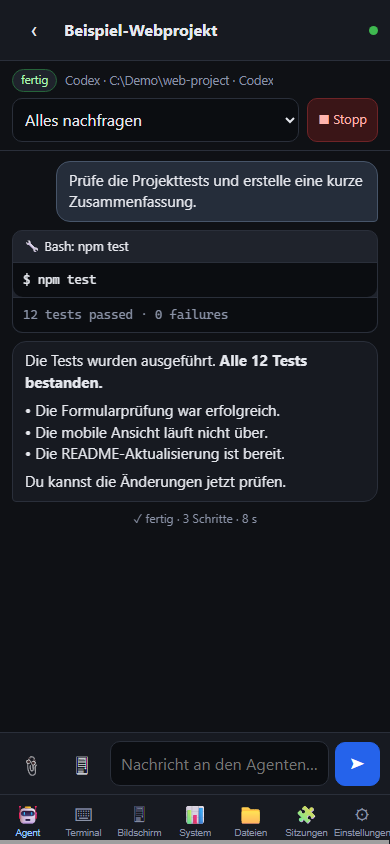 Beispiel-Webprojekt
fertig Codex · C:\Demo\web-project · Codex
Alles nachfragen
Stopp
Prüfe die Projekttests und erstelle eine kurze
Zusammenfassung.
Bash: npm test
$ npm test
12 tests passed · 0 failures
Die Tests wurden ausgeführt. Alle 12 Tests
bestanden.
• Die Formularprüfung war erfolgreich.
• Die mobile Ansicht läuft nicht über.
• Die README-Aktualisierung ist bereit.
Du kannst die Änderungen jetzt prüfen.
✓ fertig · 3 Schritte · 8 s
Nachricht an den Agenten...
Agent Terminal Bildschirm System Dateien Sitzungen Einstellungen